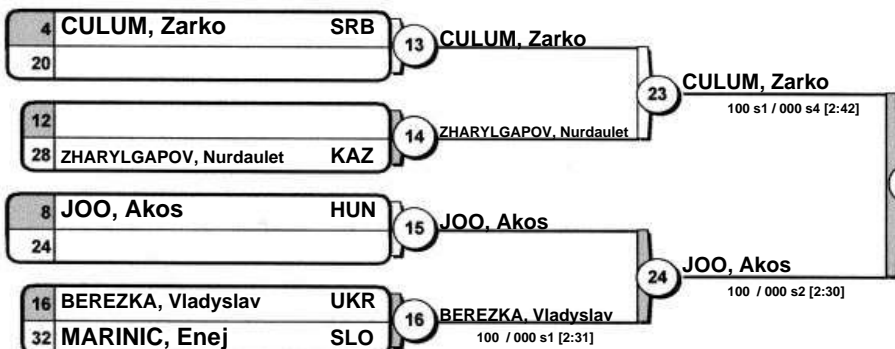 4 CULUM, Zarko SRB
20
13 CULUM, Zarko
12
28 ZHARYLGAPOV, Nurdaulet KAZ
14 ZHARYLGAPOV, Nurdaulet
23 CULUM, Zarko
100 s1 / 000 s4 [2:42]
8 JOO, Akos HUN
24
15 JOO, Akos
16 BEREZKA, Vladyslav UKR
32 MARINIC, Enej SLO
16 BEREZKA, Vladyslav
100 / 000 s1 [2:31]
24 JOO, Akos
100 / 000 s2 [2:30]